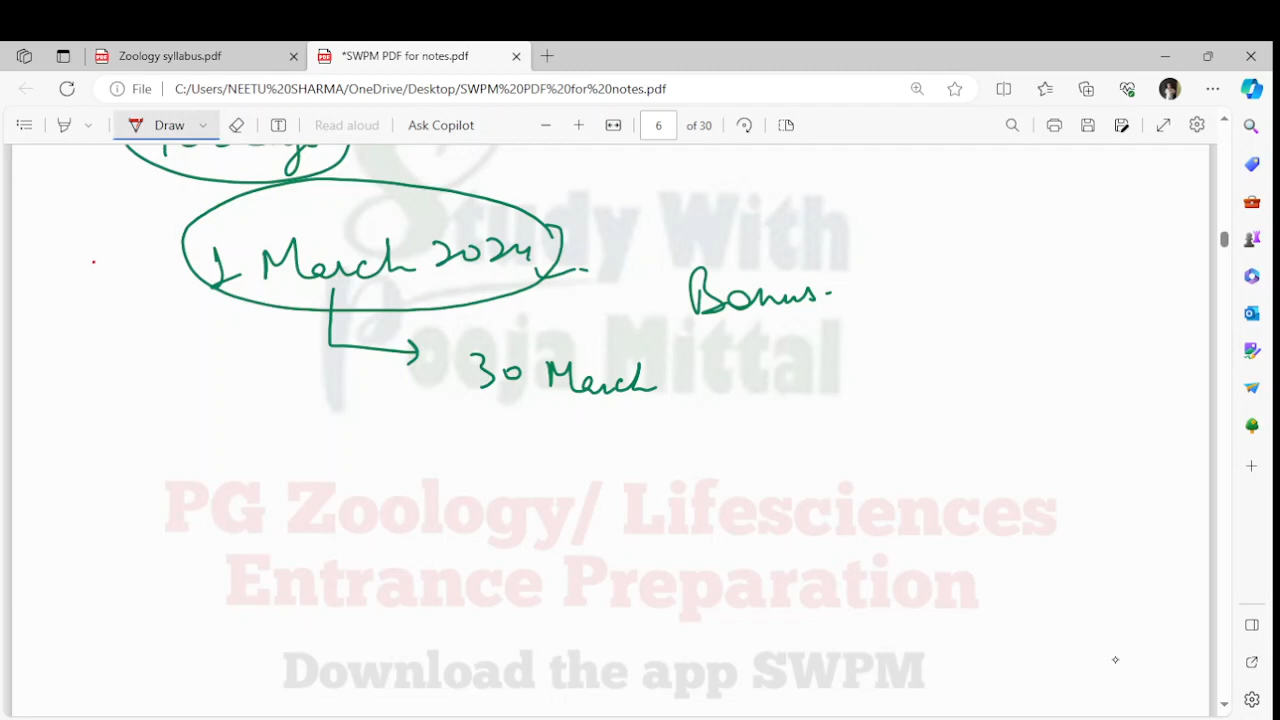 Zoology syllabus.pdf
*SWPM PDF for notes.pdf
File
C:/Users/NEETU%20SHARMA/OneDrive/Desktop/SWPM%20PDF%20for%20notes.pdf
Draw
Read aloud
Ask Copilot
6
of 30
Study With
1 March 2024
Bonus.
Pooja Mittal
30 March
PG Zoology/ Lifesciences
Entrance Preparation
Download the app SWPM